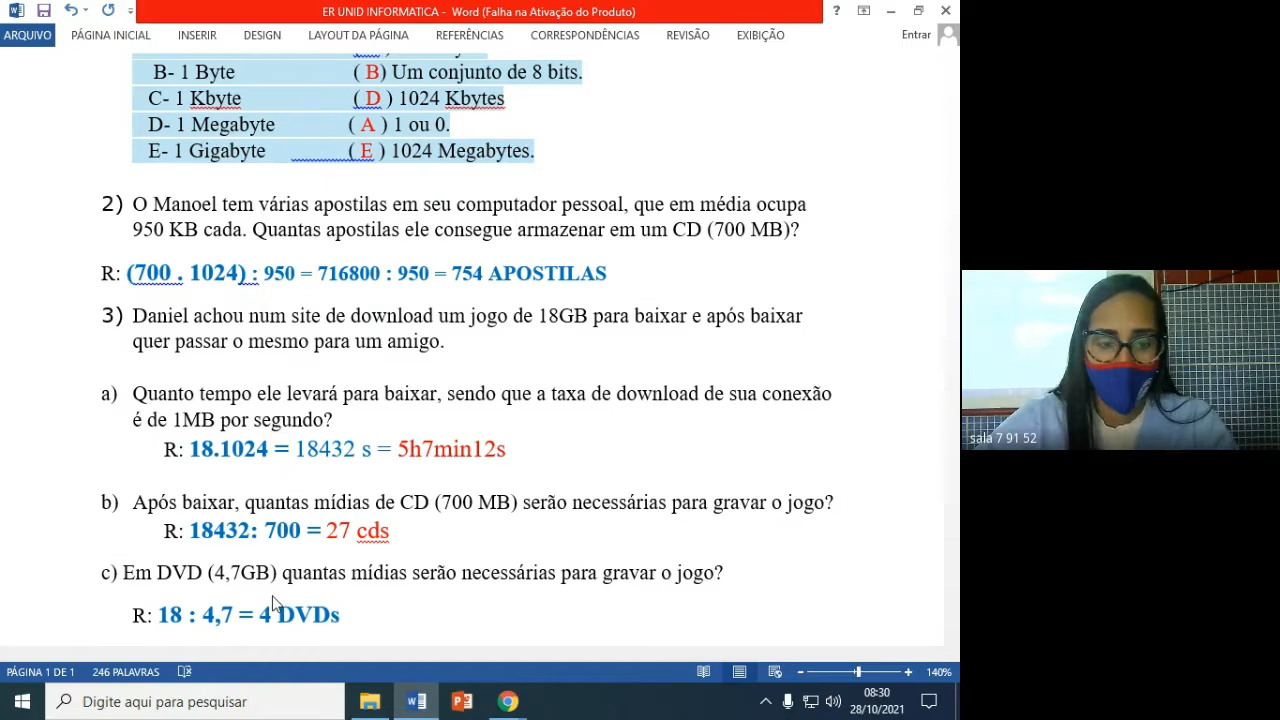 ER UNID INFORMATICA - Word (Falha na Ativação do Produto)
?
ARQUIVO PÁGINA INICIAL INSERIR DESIGN LAYOUT DA PÁGINA REFERÊNCIAS CORRESPONDÊNCIAS REVISÃO EXIBIÇÃO Entrar
B- 1 Byte ( B) Um conjunto de 8 bits.
C- 1 Kbyte ( D ) 1024 Kbytes
D- 1 Megabyte ( A ) 1 ou 0.
E- 1 Gigabyte ( E ) 1024 Megabytes.
2) O Manoel tem várias apostilas em seu computador pessoal, que em média ocupa
950 KB cada. Quantas apostilas ele consegue armazenar em um CD (700 MB)?
R: (700 . 1024) : 950 = 716800 : 950 = 754 APOSTILAS
3) Daniel achou num site de download um jogo de 18GB para baixar e após baixar
quer passar o mesmo para um amigo.
a) Quanto tempo ele levará para baixar, sendo que a taxa de download de sua conexão
é de 1MB por segundo?
R: 18.1024 = 18432 s = 5h7min12s
b) Após baixar, quantas mídias de CD (700 MB) serão necessárias para gravar o jogo?
R: 18432: 700 = 27 cds
c) Em DVD (4,7GB) quantas mídias serão necessárias para gravar o jogo?
R: 18 : 4,7 = 4 DVDs
sala 7 91 52
PÁGINA 1 DE 1 246 PALAVRAS 140%
Digite aqui para pesquisar
08:30
28/10/2021